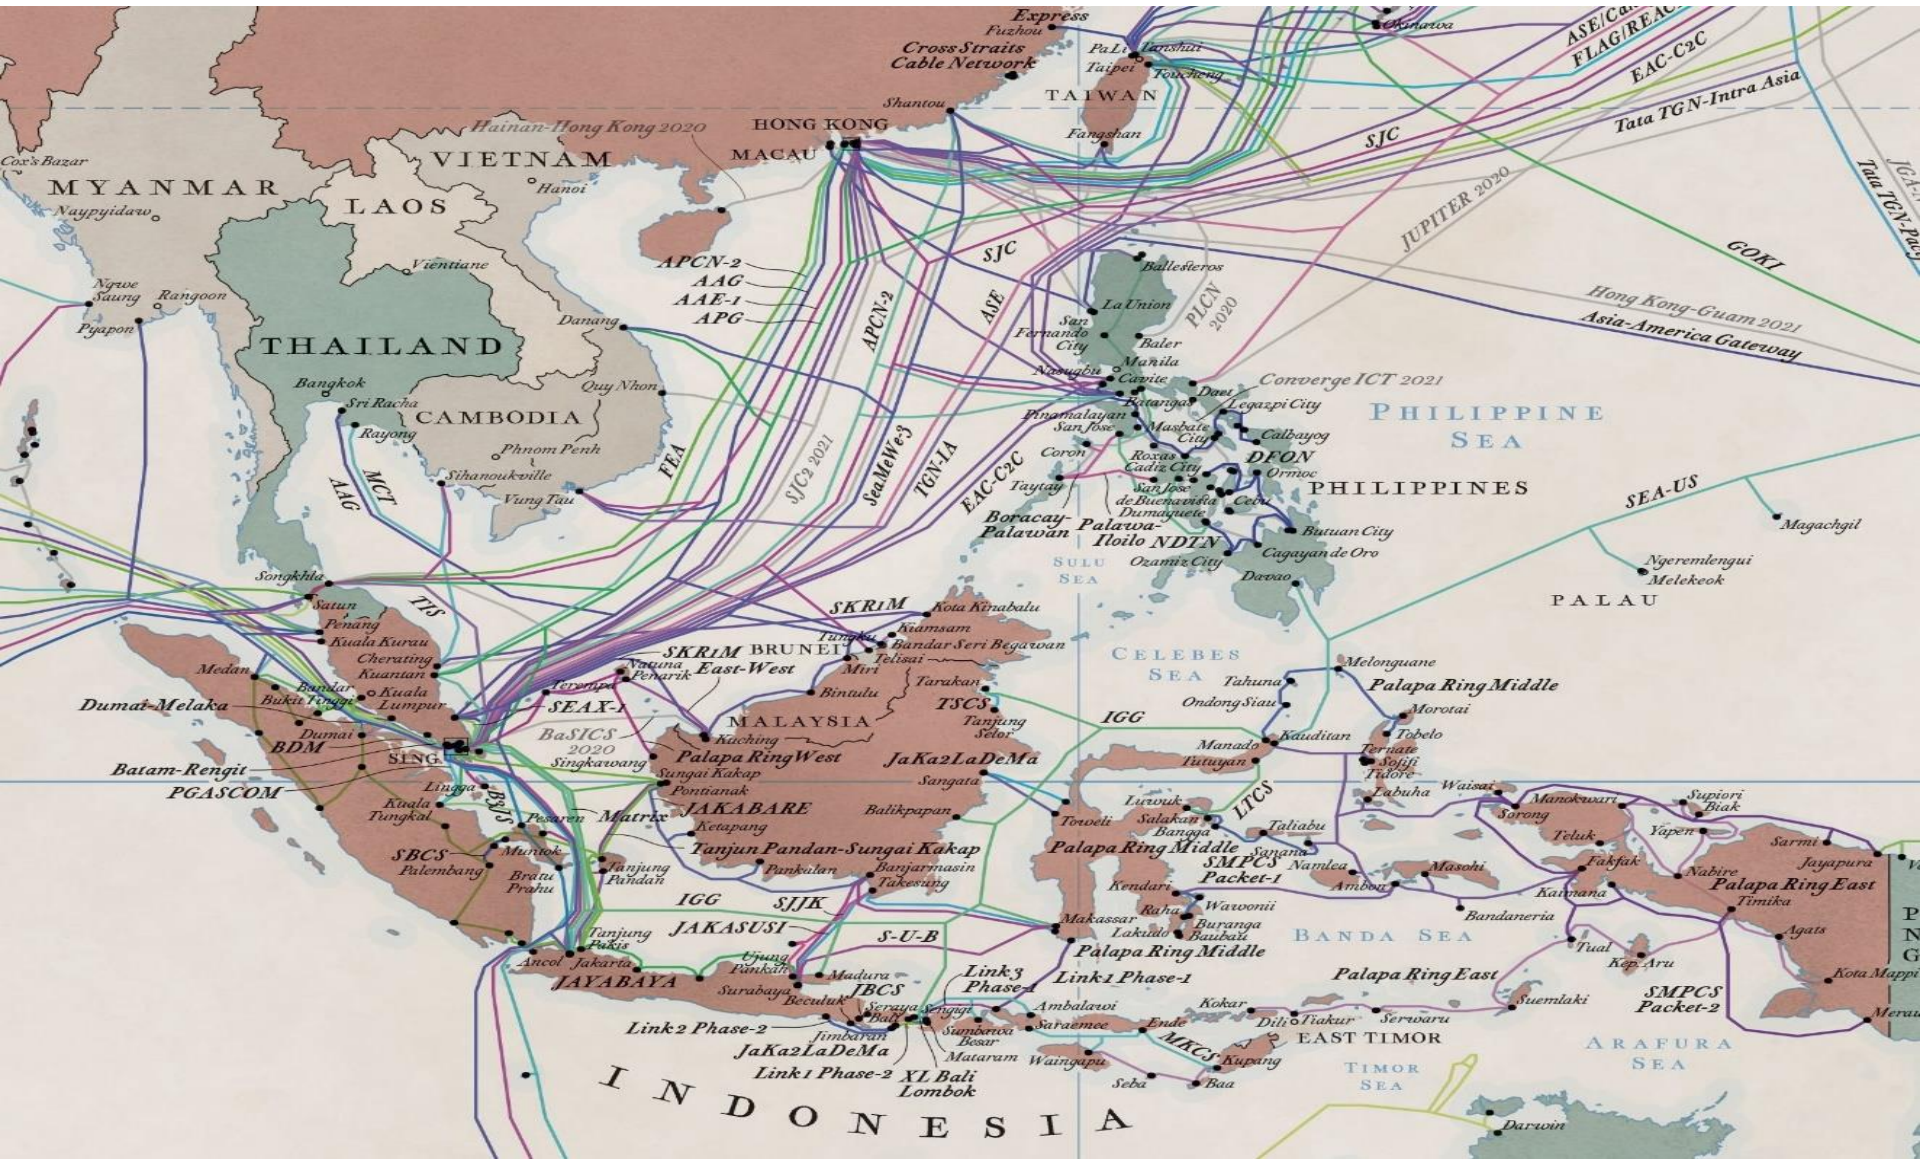 Express
Fuzhou
Cross Straits
Cable Network
Shantou
PaLi
Tanshui
Taipei
Toucheng
TAIWAN
Fangshan
Okinawa
ASE/Ca
FLAG/REAC
EAC-C2C
Tata TGN-Intra Asia
SJC
JUPITER 2020
Tata TGN-Pac
GOKI
Hong Kong-Guam 2021
Asia-America Gateway
Hainan-Hong Kong 2020
HONG KONG
MACAU
VIETNAM
Hanoi
Cox's Bazar
MYANMAR
Naypyidaw
LAOS
Vientiane
Ngwe
Saung
Rangoon
Pyapon
THAILAND
Bangkok
Sri Racha
Rayong
CAMBODIA
Phnom Penh
Sihanoukville
Vung Tau
Danang
Quy Nhon
MCT
AAG
APCN-2
AAG
AAE-1
APG
APCN-2
SJC
ASE
FEA
SJC2 2021
SeaMeWe-3
TGN-IA
EAC-C2C
PLCN
2020
Ballesteros
La Union
San
Fernando
City
Baler
Manila
Nasugbu
Cavite
Batangas
Daet
Converge ICT 2021
Legazpi City
Pinamalayan
San Jose
Masbate
City
Calbayog
Coron
Roxas
Cadiz City
DFON
Ormoc
Taytay
San Jose
de Buenavista
Cebu
Dumaguete
PHILIPPINES
PHILIPPINE
SEA
Boracay-
Palawan
Palawa-
Iloilo
NDTN
Butuan City
Cagayan de Oro
Ozamiz City
Davao
SULU
SEA
SEA-US
Magachgil
Ngeremlengui
Melekeok
PALAU
Songkhla
Satun
TIS
Penang
Kuala Kurau
Cherating
Kuantan
Medan
Bandar
Bukit Tinggi
Kuala
Lumpur
Dumai-Melaka
Dumai
BDM
SING.
Batam-Rengit
PGASCOM
Lingga
Kuala
Tungkal
B3JS
Pesaren
SBCS
Palembang
Muntok
Bratu
Prahu
SKR1M
Kota Kinabalu
Kiamsam
Tungku
Bandar Seri Begawan
Telisai
SKR1M
BRUNEI
Miri
Natuna
Penarik
East-West
Terempa
SEAX-1
Bintulu
Tarakan
TSCS
Tanjung
Selor
MALAYSIA
BaSICS
2020
Kuching
Singkawang
Palapa Ring West
Sungai Kakap
Pontianak
JAKABARE
Matrix
Ketapang
Tanjun Pandan-Sungai Kakap
Tanjung
Pandan
Pankalan
Banjarmasin
Takesung
JaKa2LaDeMa
Sangata
Balikpapan
IGG
CELEBES
SEA
Melonguane
Tahuna
Palapa Ring Middle
Ondong Siau
Morotai
Tobelo
Manado
Kauditan
Tutuyan
Ternate
Sofifi
Tidore
Labuha
LTCS
Luwuk
Salakan
Bangga
Taliabu
Toweli
Palapa Ring Middle
Sanana
SMPCS
Packet-1
Namlea
Ambon
Masohi
Waisai
Sorong
Manokwari
Supiori
Biak
Teluk
Yapen
Sarmi
Jayapura
Fakfak
Nabire
Kaimana
Palapa Ring East
Timika
Kendari
Wawonii
Raha
Buranga
Lakudo
Baubau
Bandaneria
Makassar
Palapa Ring Middle
BANDA SEA
Tual
Kep. Aru
Agats
Kota Mappi
IGG
SJJK
JAKASUSI
S-U-B
Tanjung
Pakis
Ancol
Jakarta
JAYABAYA
Ujung
Pankah
Surabaya
Madura
JBCS
Beculuk
Seraya
Bali
Sengigi
Link 3
Phase-1
Link 1 Phase-1
Ambalawi
Link 2 Phase-2
Jimbaran
JaKa2LaDeMa
Link 1 Phase-2
XL Bali
Lombok
Sumbawa
Besar
Mataram
Saraemee
Ende
Waingapu
MKCS
Kupang
Seba
Baa
Kokar
Dili
Tiakur
Serwaru
EAST TIMOR
Palapa Ring East
Suemlaki
SMPCS
Packet-2
Merau
ARAFURA
SEA
TIMOR
SEA
Darwin
INDONESIA